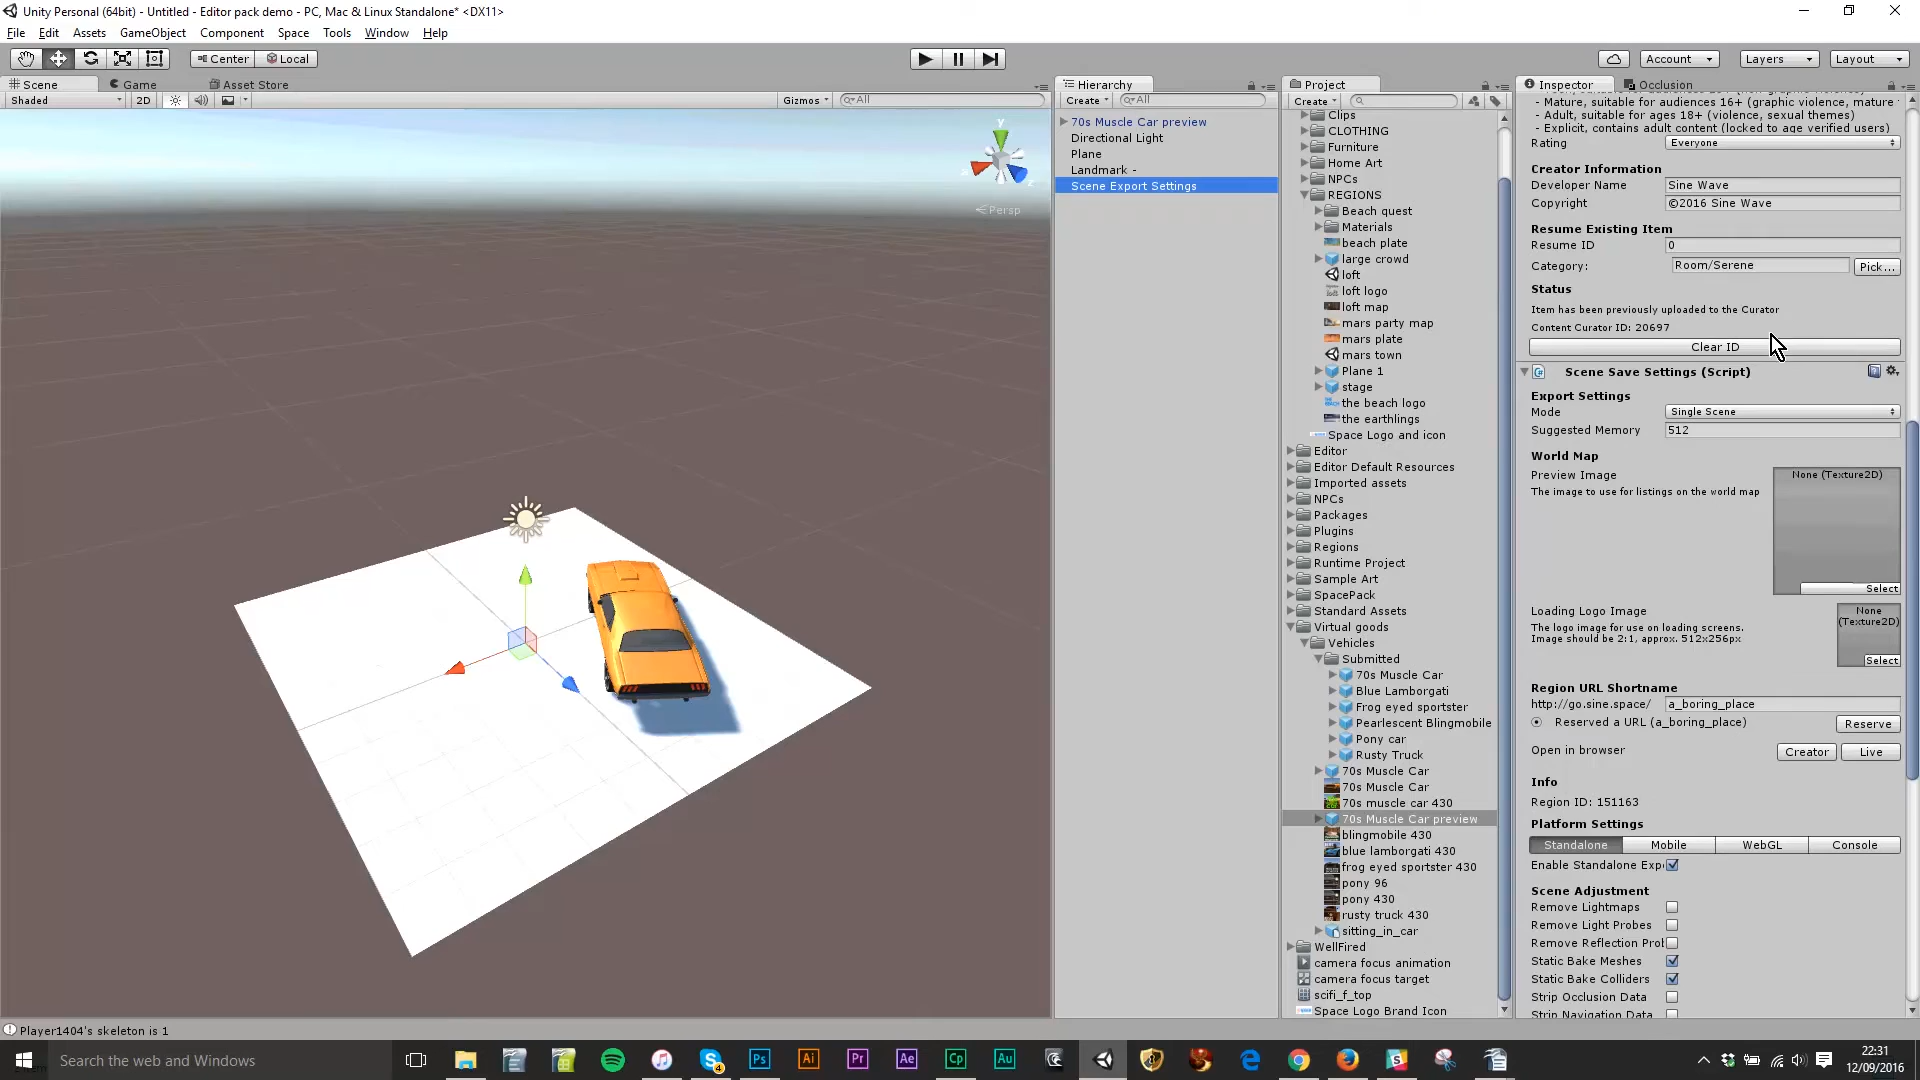 Unity Personal (64bit) - Untitled - Editor pack demo - PC, Mac & Linux Standalone* <DX11>
File Edit Assets GameObject Component Space Tools Window Help
Center Local
Account Layers Layout
Scene Game Asset Store
Shaded 2D Gizmos All
y
Persp
Hierarchy
Create All
70s Muscle Car preview
Directional Light
Plane
Landmark -
Scene Export Settings
Project
Create
Clips
CLOTHING
Furniture
Home Art
NPCs
REGIONS
Beach quest
Materials
beach plate
large crowd
loft
loft logo
loft map
mars party map
mars plate
mars town
Plane 1
stage
the beach logo
the earthlings
Space Logo and icon
Editor
Editor Default Resources
Imported assets
NPCs
Packages
Plugins
Regions
Runtime Project
Sample Art
SpacePack
Standard Assets
Virtual goods
Vehicles
Submitted
70s Muscle Car
Blue Lamborgati
Frog eyed sportster
Pearlescent Blingmobile
Pony car
Rusty Truck
70s Muscle Car
70s Muscle Car
70s muscle car 430
70s Muscle Car preview
blingmobile 430
blue lamborgati 430
frog eyed sportster 430
pony 96
pony 430
rusty truck 430
sitting_in_car
WellFired
camera focus animation
camera focus target
scifi_f_top
Space Logo Brand Icon
Inspector Occlusion
- Mature, suitable for audiences 16+ (graphic violence, mature
- Adult, suitable for ages 18+ (violence, sexual themes)
- Explicit, contains adult content (locked to age verified users)
Rating Everyone
Creator Information
Developer Name Sine Wave
Copyright ©2016 Sine Wave
Resume Existing Item
Resume ID 0
Category: Room/Serene Pick...
Status
Item has been previously uploaded to the Curator
Content Curator ID: 20697
Clear ID
Scene Save Settings (Script)
Export Settings
Mode Single Scene
Suggested Memory 512
World Map
Preview Image None (Texture2D)
The image to use for listings on the world map
Select
Loading Logo Image None (Texture2D)
The logo image for use on loading screens.
Image should be 2:1, approx. 512x256px
Select
Region URL Shortname
http://go.sine.space/ a_boring_place
Reserved a URL (a_boring_place) Reserve
Open in browser Creator Live
Info
Region ID: 151163
Platform Settings
Standalone Mobile WebGL Console
Enable Standalone Exp
Scene Adjustment
Remove Lightmaps
Remove Light Probes
Remove Reflection Prob
Static Bake Meshes
Static Bake Colliders
Strip Occlusion Data
Strip Navigation Data
Player1404's skeleton is 1
Search the web and Windows
4 Ps Ai Pr Ae Cp Au
22:31
12/09/2016